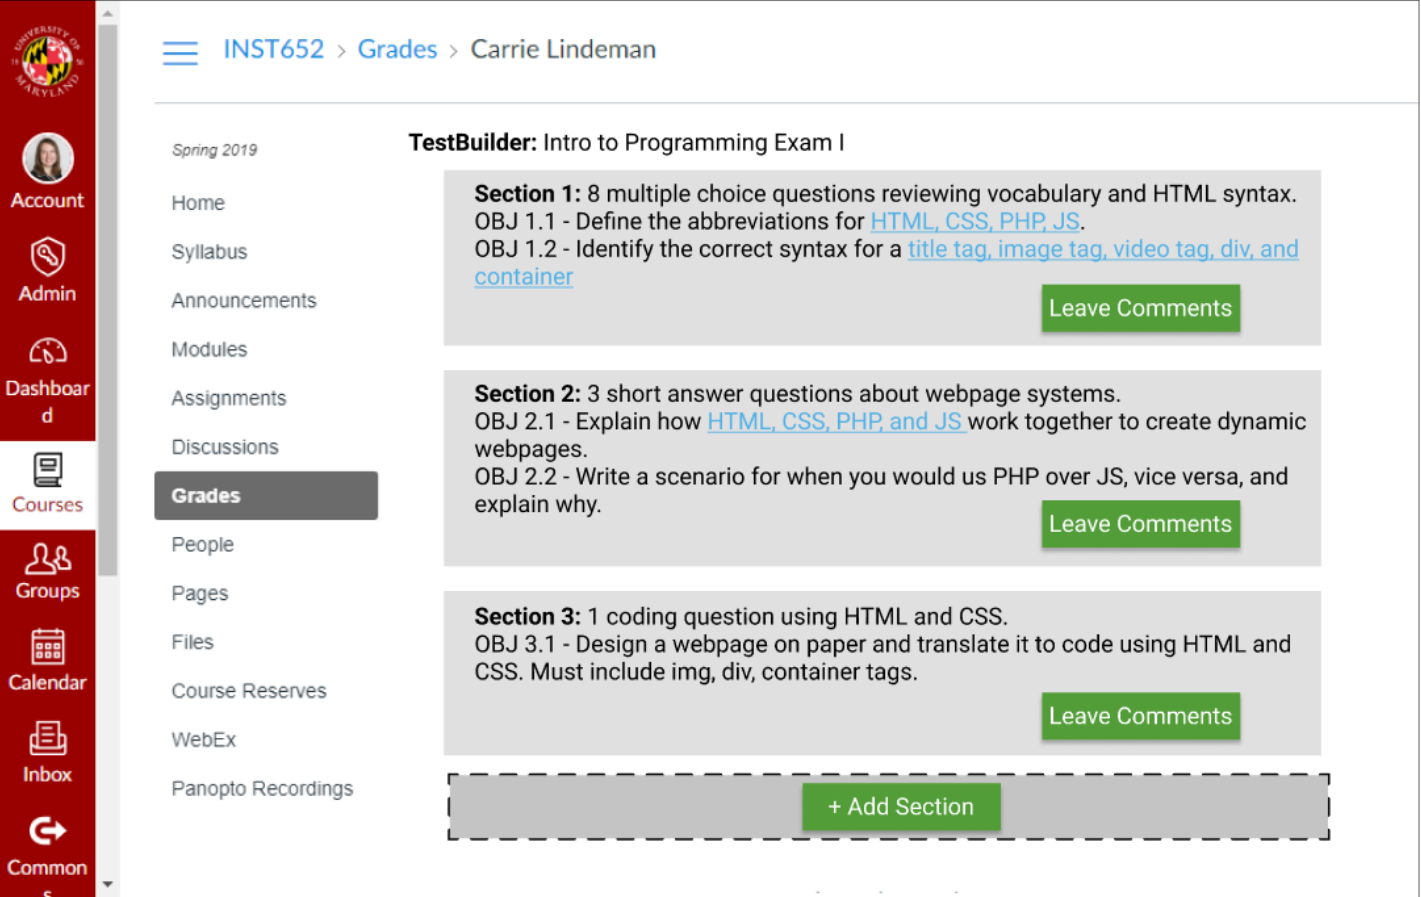 UNIVERSITY OF
18 56
MARYLAND
Account
Admin
Dashboar
d
Courses
Groups
Calendar
Inbox
Common
s
INST652 > Grades > Carrie Lindeman
Spring 2019
Home
Syllabus
Announcements
Modules
Assignments
Discussions
Grades
People
Pages
Files
Course Reserves
WebEx
Panopto Recordings
TestBuilder: Intro to Programming Exam I
Section 1: 8 multiple choice questions reviewing vocabulary and HTML syntax.
OBJ 1.1 - Define the abbreviations for HTML, CSS, PHP, JS.
OBJ 1.2 - Identify the correct syntax for a title tag, image tag, video tag, div, and
container
Leave Comments
Section 2: 3 short answer questions about webpage systems.
OBJ 2.1 - Explain how HTML, CSS, PHP, and JS work together to create dynamic
webpages.
OBJ 2.2 - Write a scenario for when you would us PHP over JS, vice versa, and
explain why.
Leave Comments
Section 3: 1 coding question using HTML and CSS.
OBJ 3.1 - Design a webpage on paper and translate it to code using HTML and
CSS. Must include img, div, container tags.
Leave Comments
+ Add Section